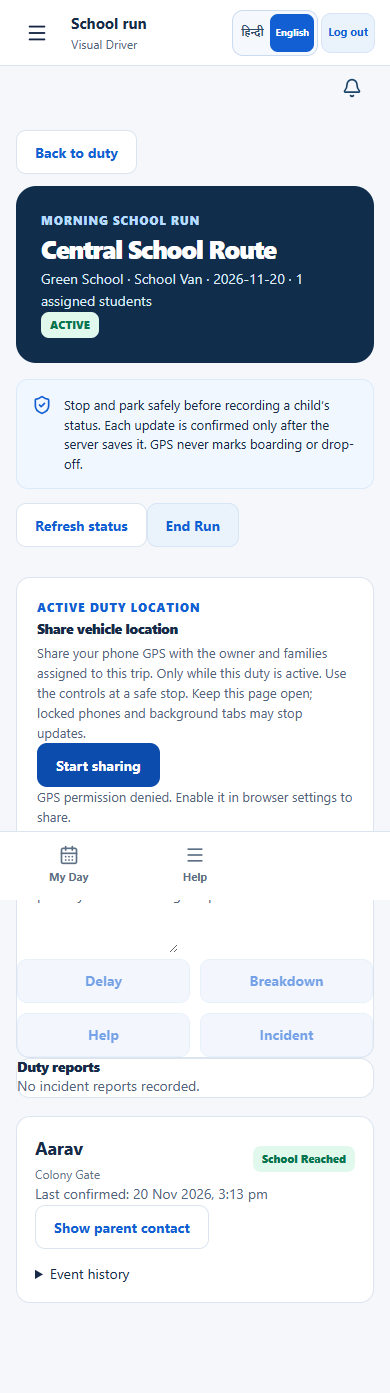 School run
Visual Driver
हिन्दी
English
Log out
Back to duty
MORNING SCHOOL RUN
Central School Route
Green School · School Van · 2026-11-20 · 1
assigned students
ACTIVE
Stop and park safely before recording a child's
status. Each update is confirmed only after the
server saves it. GPS never marks boarding or drop-
off.
Refresh status
End Run
ACTIVE DUTY LOCATION
Share vehicle location
Share your phone GPS with the owner and families
assigned to this trip. Only while this duty is active. Use
the controls at a safe stop. Keep this page open;
locked phones and background tabs may stop
updates.
Start sharing
GPS permission denied. Enable it in browser settings to
share.
My Day
Help
Delay
Breakdown
Help
Incident
Duty reports
No incident reports recorded.
Aarav
School Reached
Colony Gate
Last confirmed: 20 Nov 2026, 3:13 pm
Show parent contact
Event history